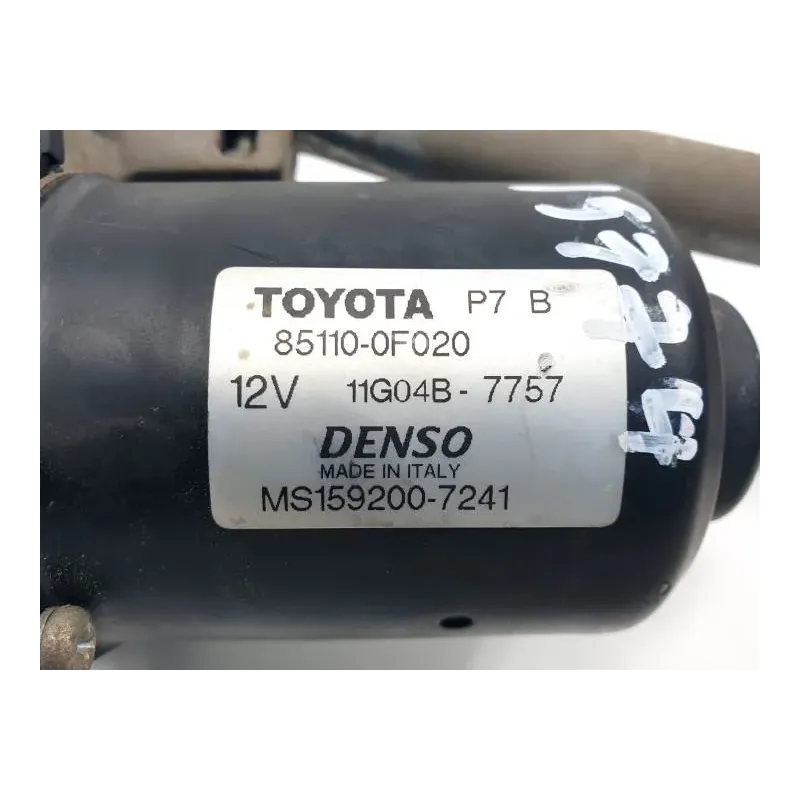 TOYOTA P7 B
85110-0F020
12V 11G04B-7757
DENSO
MADE IN ITALY
MS159200-7241